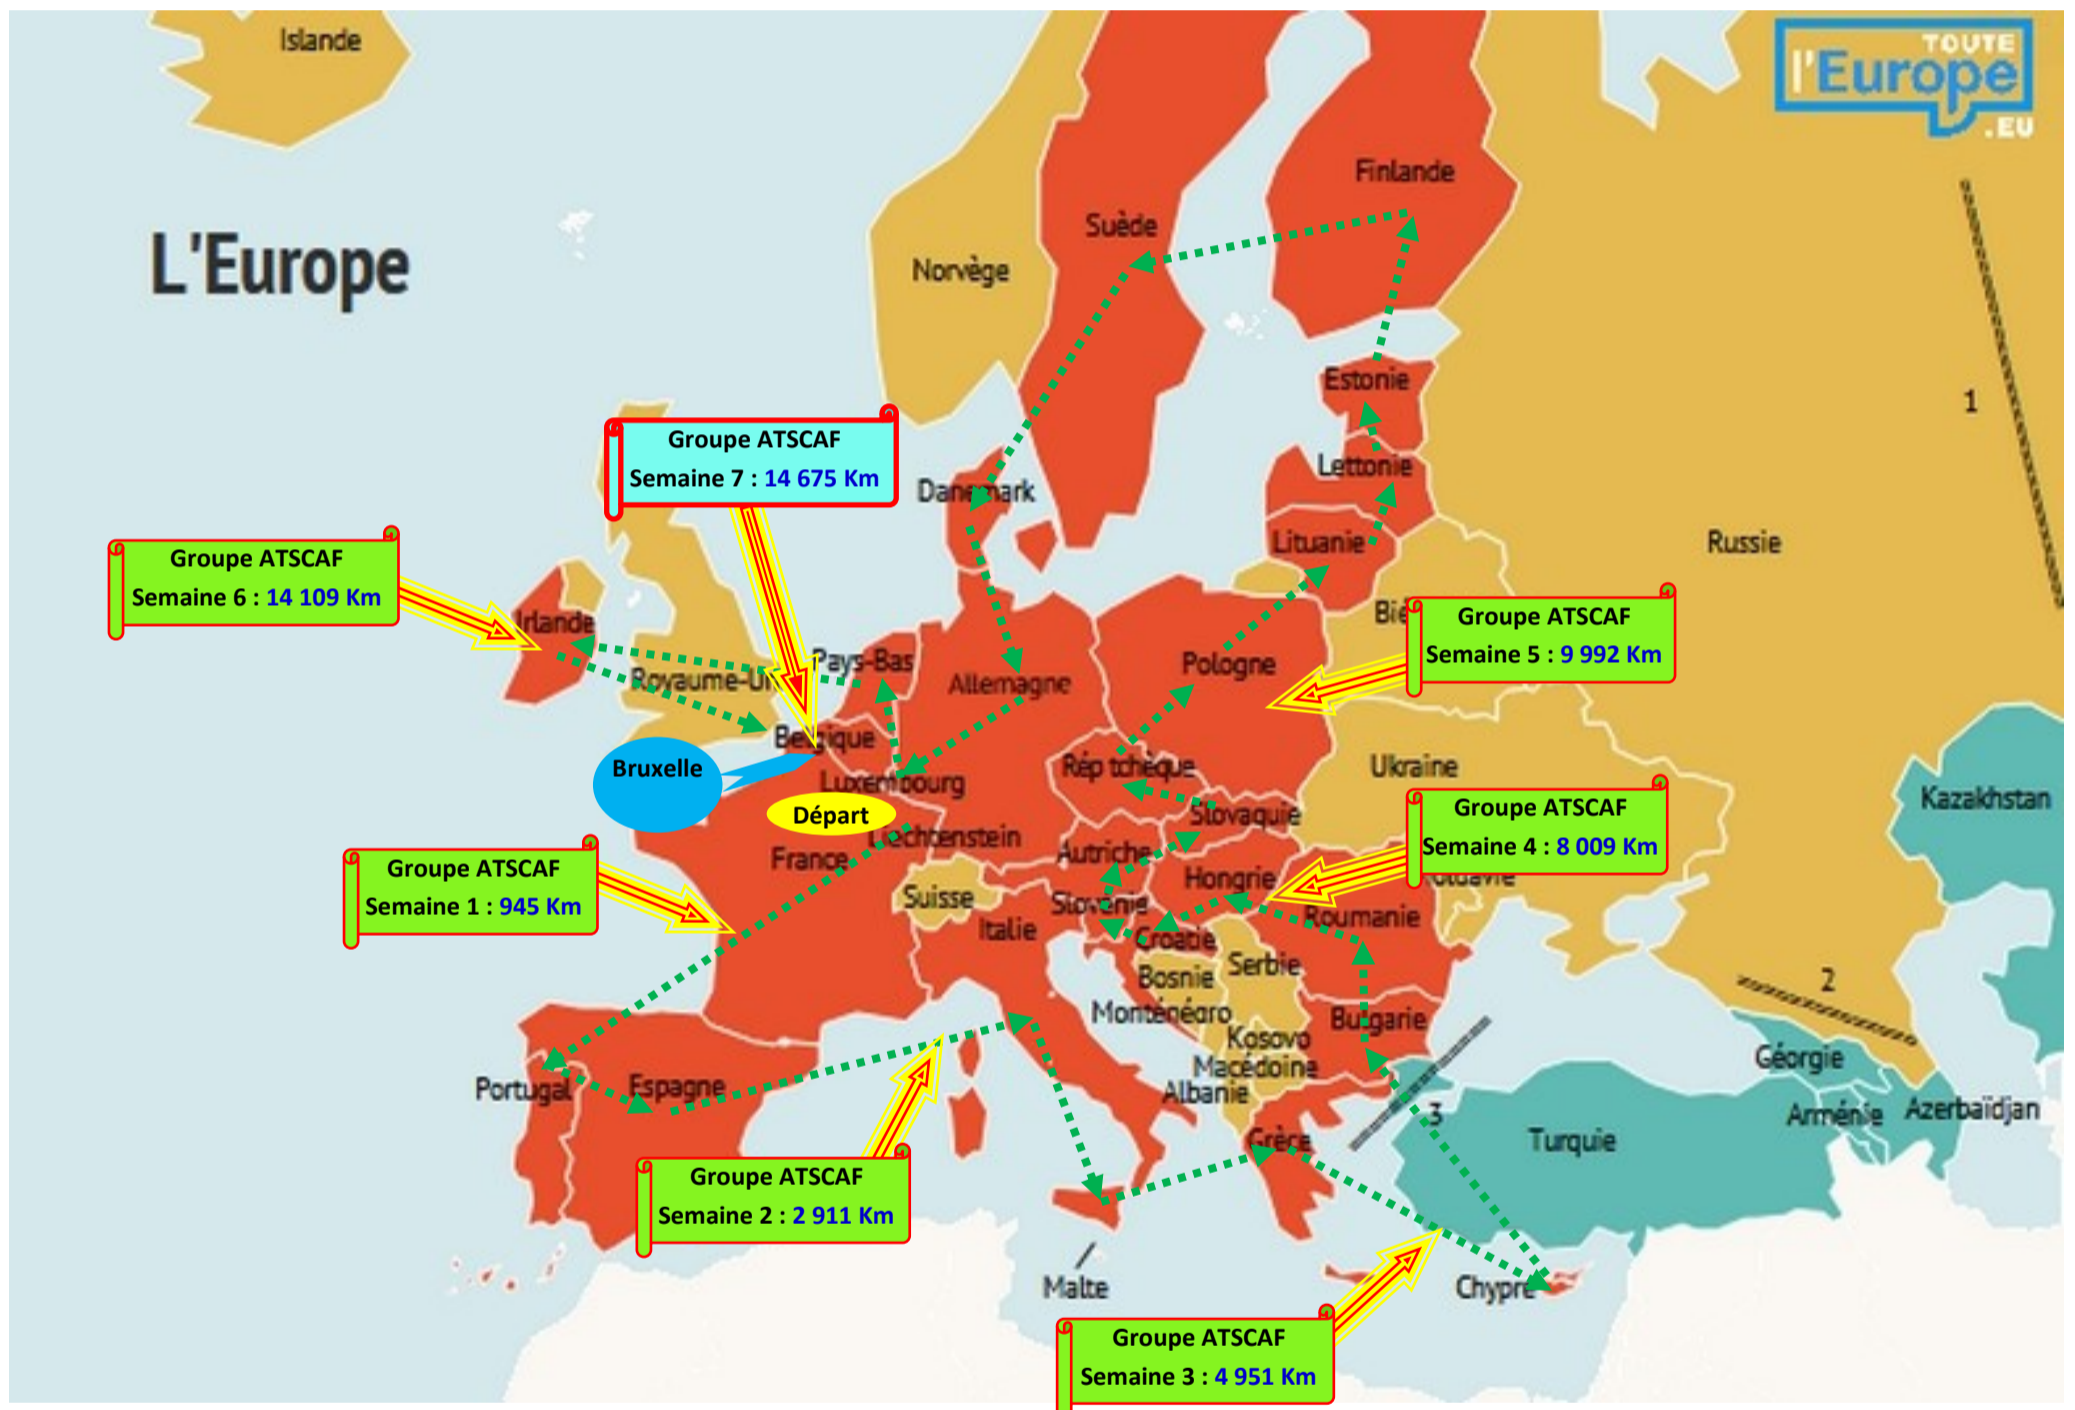 Islande
TOUTE
l'Europe
.EU
Finlande
Suède
L'Europe
Norvège
Estonie
1
Groupe ATSCAF
Semaine 7 : 14 675 Km
Lettonie
Danemark
Lituanie
Russie
Groupe ATSCAF
Semaine 6 : 14 109 Km
Irlande
Groupe ATSCAF
Semaine 5 : 9 992 Km
Pays-Bas
Pologne
Allemagne
Belgique
Bruxelle
Rép tchèque
Ukraine
Luxembourg
Kazakhstan
Départ
Slovaquie
Groupe ATSCAF
Semaine 4 : 8 009 Km
Liechtenstein
France
Autriche
Groupe ATSCAF
Semaine 1 : 945 Km
Hongrie
Suisse
Slovénie
Roumanie
Italie
Croatie
Serbie
Bosnie
2
Monténégro
Bulgarie
Kosovo
Géorgie
Macédoine
Portugal
Espagne
Albanie
3
Arménie
Azerbaïdjan
Grèce
Turquie
Groupe ATSCAF
Semaine 2 : 2 911 Km
Malte
Chypre
Groupe ATSCAF
Semaine 3 : 4 951 Km